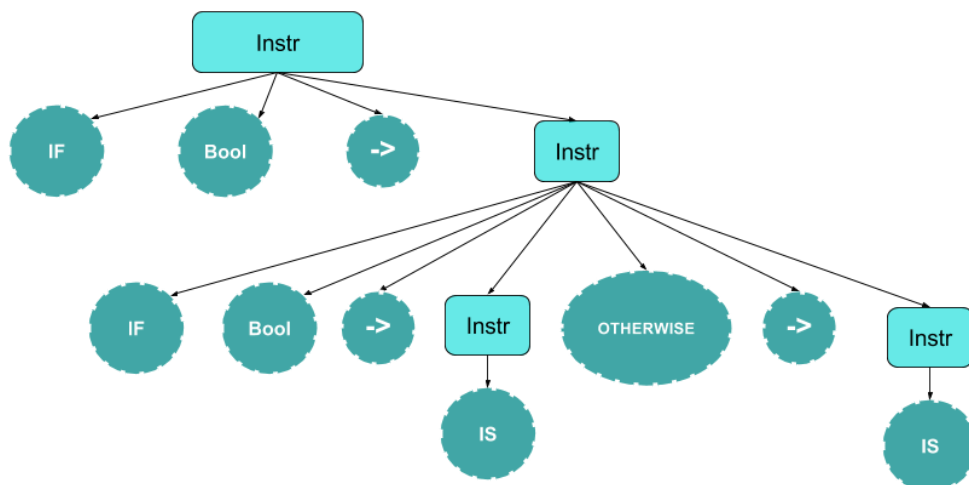 Instr
IF
Bool
->
Instr
IF
Bool
->
Instr
OTHERWISE
->
Instr
IS
IS